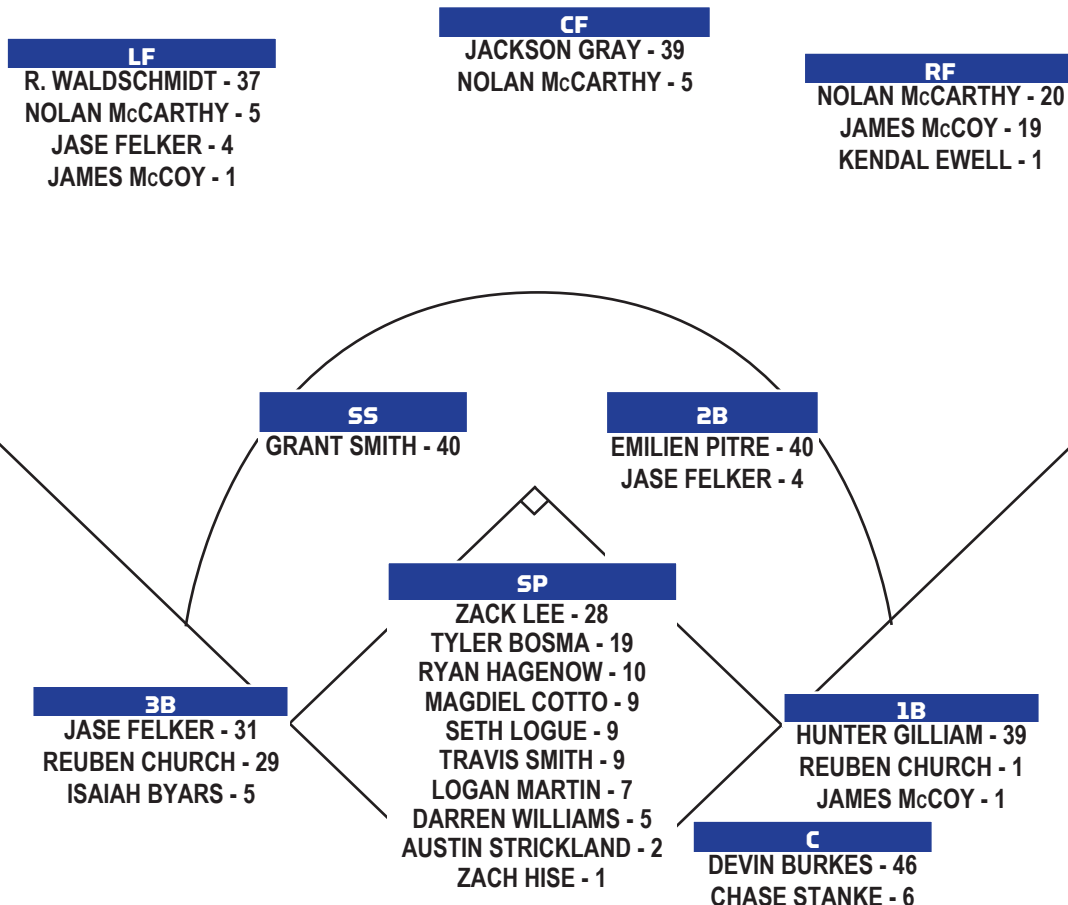 LF
R. WALDSCHMIDT - 37
NOLAN McCARTHY - 5
JASE FELKER - 4
JAMES McCOY - 1
CF
JACKSON GRAY - 39
NOLAN McCARTHY - 5
RF
NOLAN McCARTHY - 20
JAMES McCOY - 19
KENDAL EWELL - 1
SS
GRANT SMITH - 40
2B
EMILIEN PITRE - 40
JASE FELKER - 4
SP
ZACK LEE - 28
TYLER BOSMA - 19
RYAN HAGENOW - 10
MAGDIEL COTTO - 9
SETH LOGUE - 9
TRAVIS SMITH - 9
LOGAN MARTIN - 7
DARREN WILLIAMS - 5
AUSTIN STRICKLAND - 2
ZACH HISE - 1
3B
JASE FELKER - 31
REUBEN CHURCH - 29
ISAIAH BYARS - 5
1B
HUNTER GILLIAM - 39
REUBEN CHURCH - 1
JAMES McCOY - 1
C
DEVIN BURKES - 46
CHASE STANKE - 6